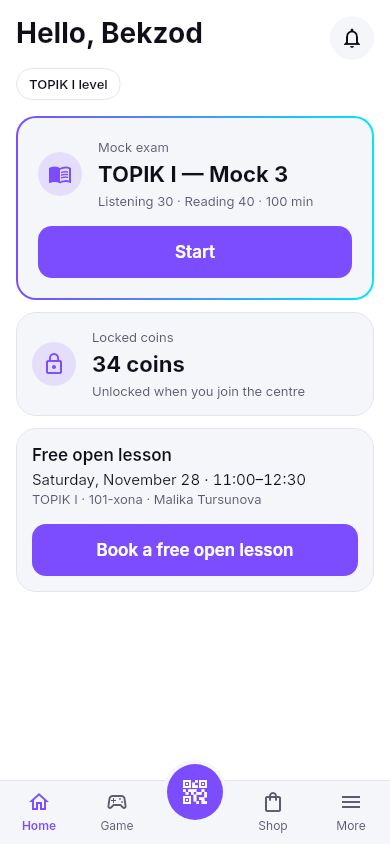 Hello, Bekzod
TOPIK I level
Mock exam
TOPIK I — Mock 3
Listening 30 · Reading 40 · 100 min
Start
Locked coins
34 coins
Unlocked when you join the centre
Free open lesson
Saturday, November 28 · 11:00–12:30
TOPIK I · 101-xona · Malika Tursunova
Book a free open lesson
Home
Game
Shop
More